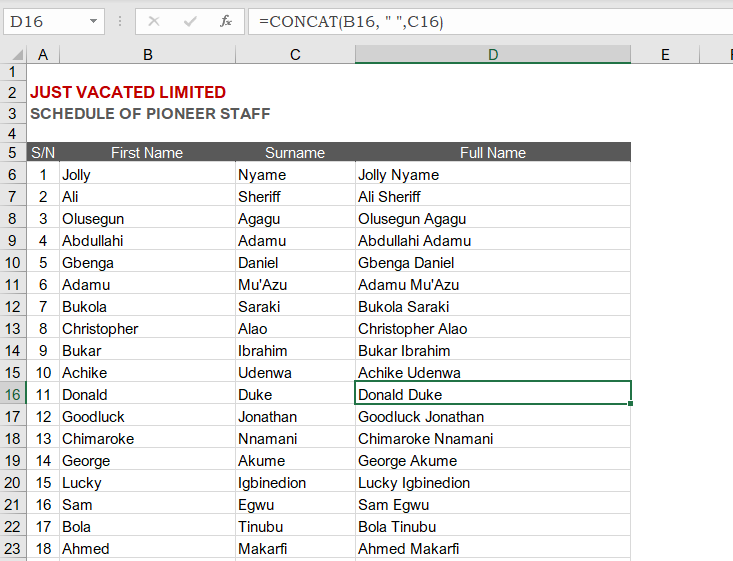 D16 fx =CONCAT(B16, " ",C16)
A B C D E
1
2 JUST VACATED LIMITED
3 SCHEDULE OF PIONEER STAFF
4
5 S/N First Name Surname Full Name
6 1 Jolly Nyame Jolly Nyame
7 2 Ali Sheriff Ali Sheriff
8 3 Olusegun Agagu Olusegun Agagu
9 4 Abdullahi Adamu Abdullahi Adamu
10 5 Gbenga Daniel Gbenga Daniel
11 6 Adamu Mu'Azu Adamu Mu'Azu
12 7 Bukola Saraki Bukola Saraki
13 8 Christopher Alao Christopher Alao
14 9 Bukar Ibrahim Bukar Ibrahim
15 10 Achike Udenwa Achike Udenwa
16 11 Donald Duke Donald Duke
17 12 Goodluck Jonathan Goodluck Jonathan
18 13 Chimaroke Nnamani Chimaroke Nnamani
19 14 George Akume George Akume
20 15 Lucky Igbinedion Lucky Igbinedion
21 16 Sam Egwu Sam Egwu
22 17 Bola Tinubu Bola Tinubu
23 18 Ahmed Makarfi Ahmed Makarfi